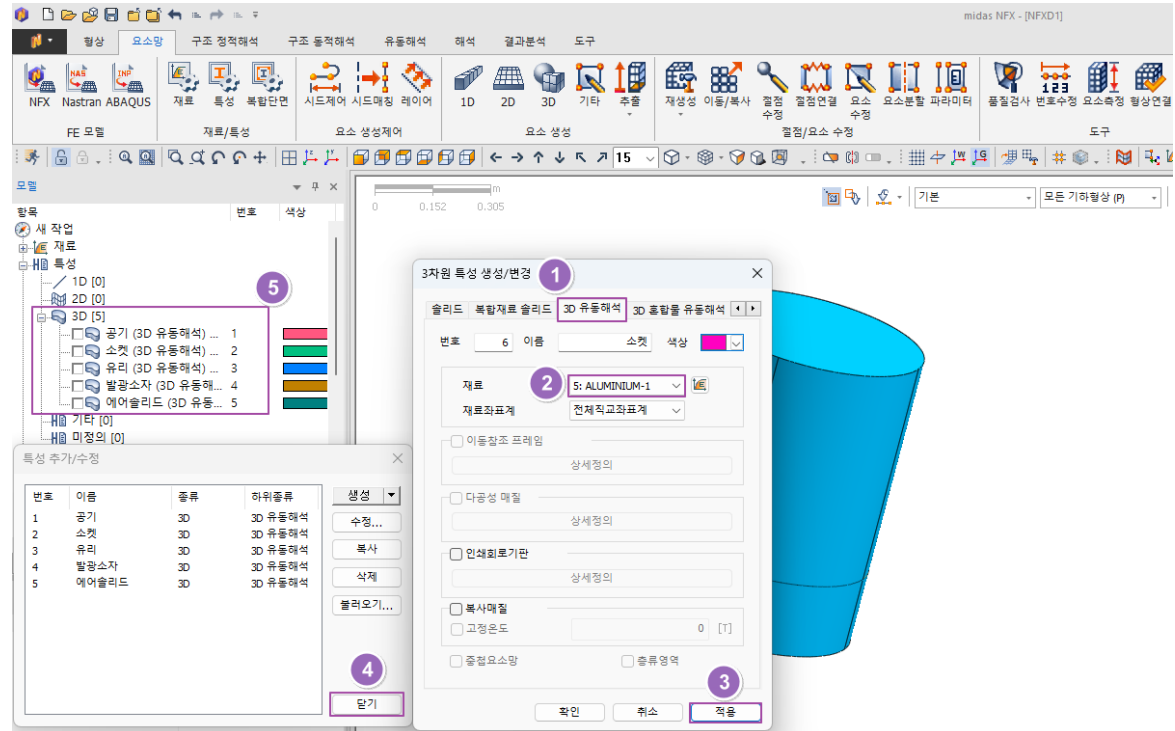 midas NFX - [NFXD1]
형상 요소망 구조 정적해석 구조 동적해석 유동해석 해석 결과분석 도구
NAS INP
NFX Nastran ABAQUS 재료 특성 복합단면 시드제어 시드매칭 레이어 1D 2D 3D 기타 추출 재생성 이동/복사 절점 수정 절점연결 요소 수정 요소분할 파라미터 품질검사 번호수정 요소측정 형상연결
FE 모델 재료/특성 요소 생성제어 요소 생성 절점/요소 수정 도구
15
모델
항목 번호 색상
새 작업
재료
특성
1D [0]
2D [0]
3D [5]
공기 (3D 유동해석) ... 1
소켓 (3D 유동해석) ... 2
유리 (3D 유동해석) ... 3
발광소자 (3D 유동해... 4
에어솔리드 (3D 유동... 5
기타 [0]
미정의 [0]
5
m
0 0.152 0.305
기본 모든 기하형상 (P)
특성 추가/수정
번호 이름 종류 하위종류
1 공기 3D 3D 유동해석
2 소켓 3D 3D 유동해석
3 유리 3D 3D 유동해석
4 발광소자 3D 3D 유동해석
5 에어솔리드 3D 3D 유동해석
생성
수정...
복사
삭제
불러오기...
4
닫기
3차원 특성 생성/변경 1
솔리드 복합재료 솔리드 3D 유동해석 3D 혼합물 유동해석
번호 6 이름 소켓 색상
재료 2 5: ALUMINIUM-1
재료좌표계 전체직교좌표계
이동참조 프레임
상세정의
다공성 매질
상세정의
인쇄회로기판
상세정의
복사매질
고정온도 0 [T]
중첩요소망 증류영역
3
확인 취소 적용